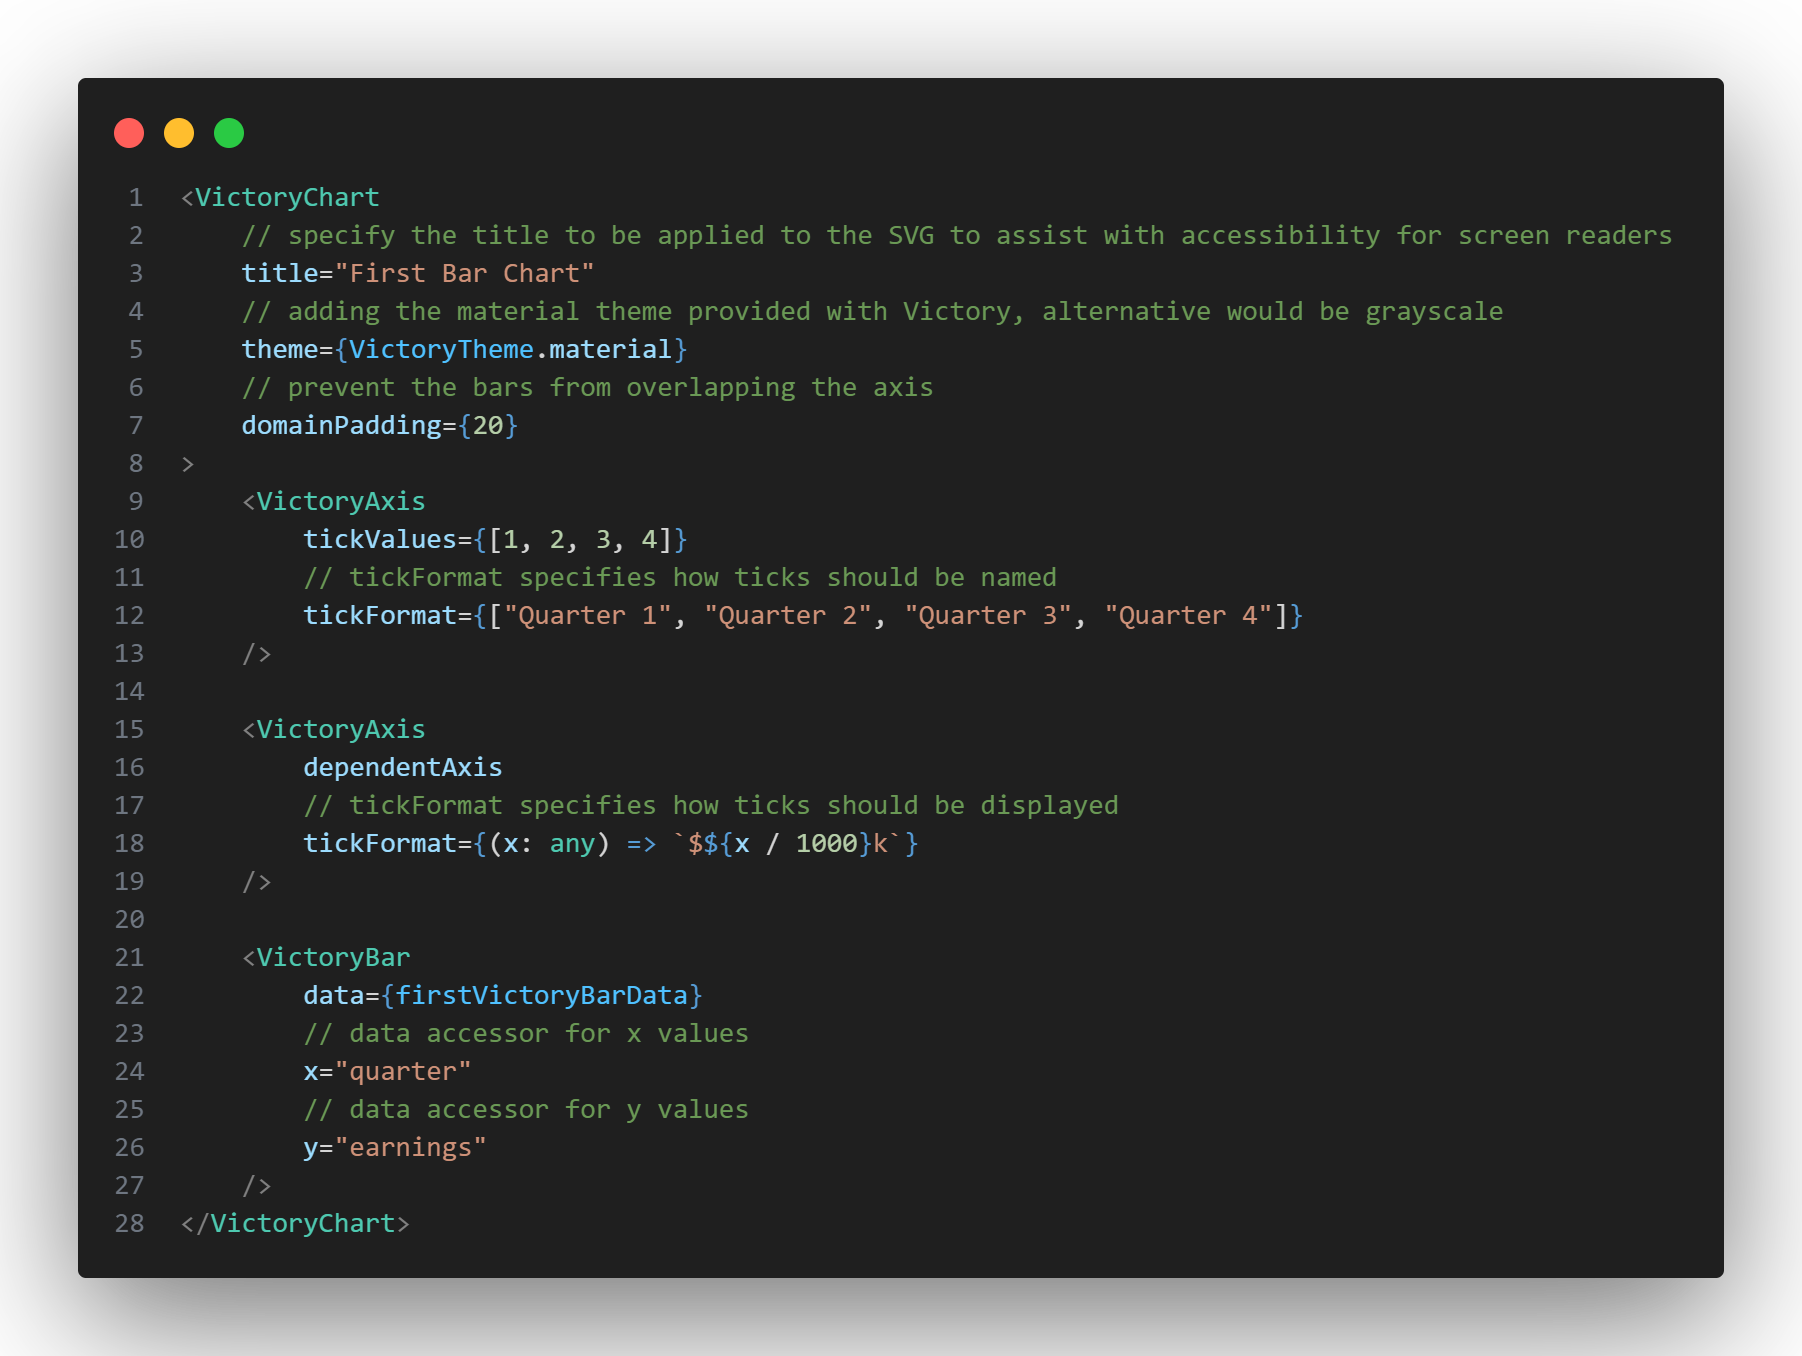 1 <VictoryChart
2 // specify the title to be applied to the SVG to assist with accessibility for screen readers
3 title="First Bar Chart"
4 // adding the material theme provided with Victory, alternative would be grayscale
5 theme={VictoryTheme.material}
6 // prevent the bars from overlapping the axis
7 domainPadding={20}
8 >
9 <VictoryAxis
10 tickValues={[1, 2, 3, 4]}
11 // tickFormat specifies how ticks should be named
12 tickFormat={["Quarter 1", "Quarter 2", "Quarter 3", "Quarter 4"]}
13 />
14
15 <VictoryAxis
16 dependentAxis
17 // tickFormat specifies how ticks should be displayed
18 tickFormat={(x: any) => `$${x / 1000}k`}
19 />
20
21 <VictoryBar
22 data={firstVictoryBarData}
23 // data accessor for x values
24 x="quarter"
25 // data accessor for y values
26 y="earnings"
27 />
28 </VictoryChart>